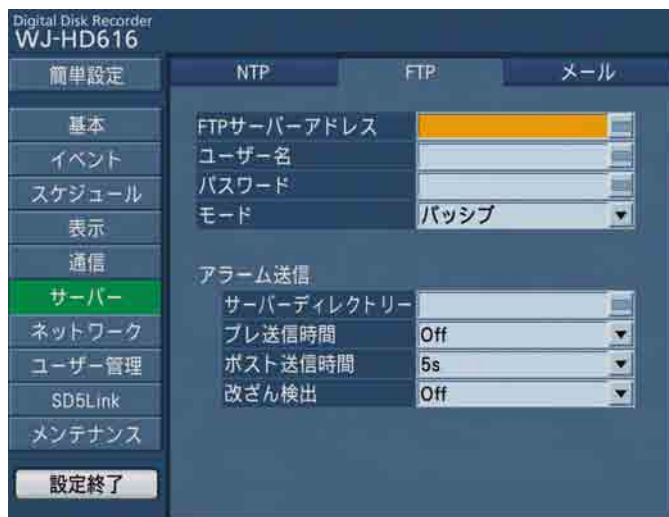 Digital Disk Recorder
WJ-HD616
簡単設定
基本
イベント
スケジュール
表示
通信
サーバー
ネットワーク
ユーザー管理
SD5Link
メンテナンス
設定終了
NTP
FTP
メール
FTPサーバーアドレス
ユーザー名
パスワード
モード パッシブ
アラーム送信
サーバーディレクトリー
プレ送信時間 Off
ポスト送信時間 5s
改ざん検出 Off